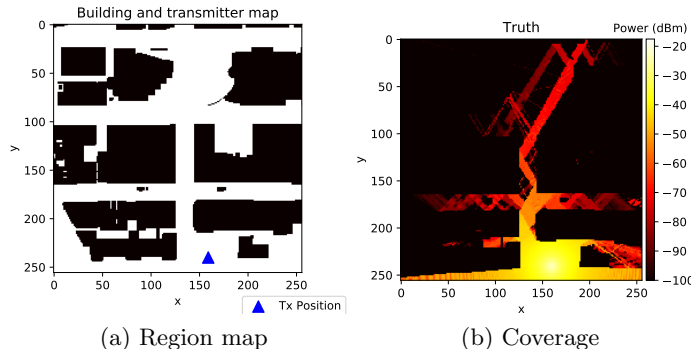 Building and transmitter map
0
50
100
150
200
250
y
0 50 100 150 200 250
x
Tx Position
(a) Region map
Truth
Power (dBm)
0
50
100
150
200
250
y
0 50 100 150 200 250
x
−20
−30
−40
−50
−60
−70
−80
−90
−100
(b) Coverage